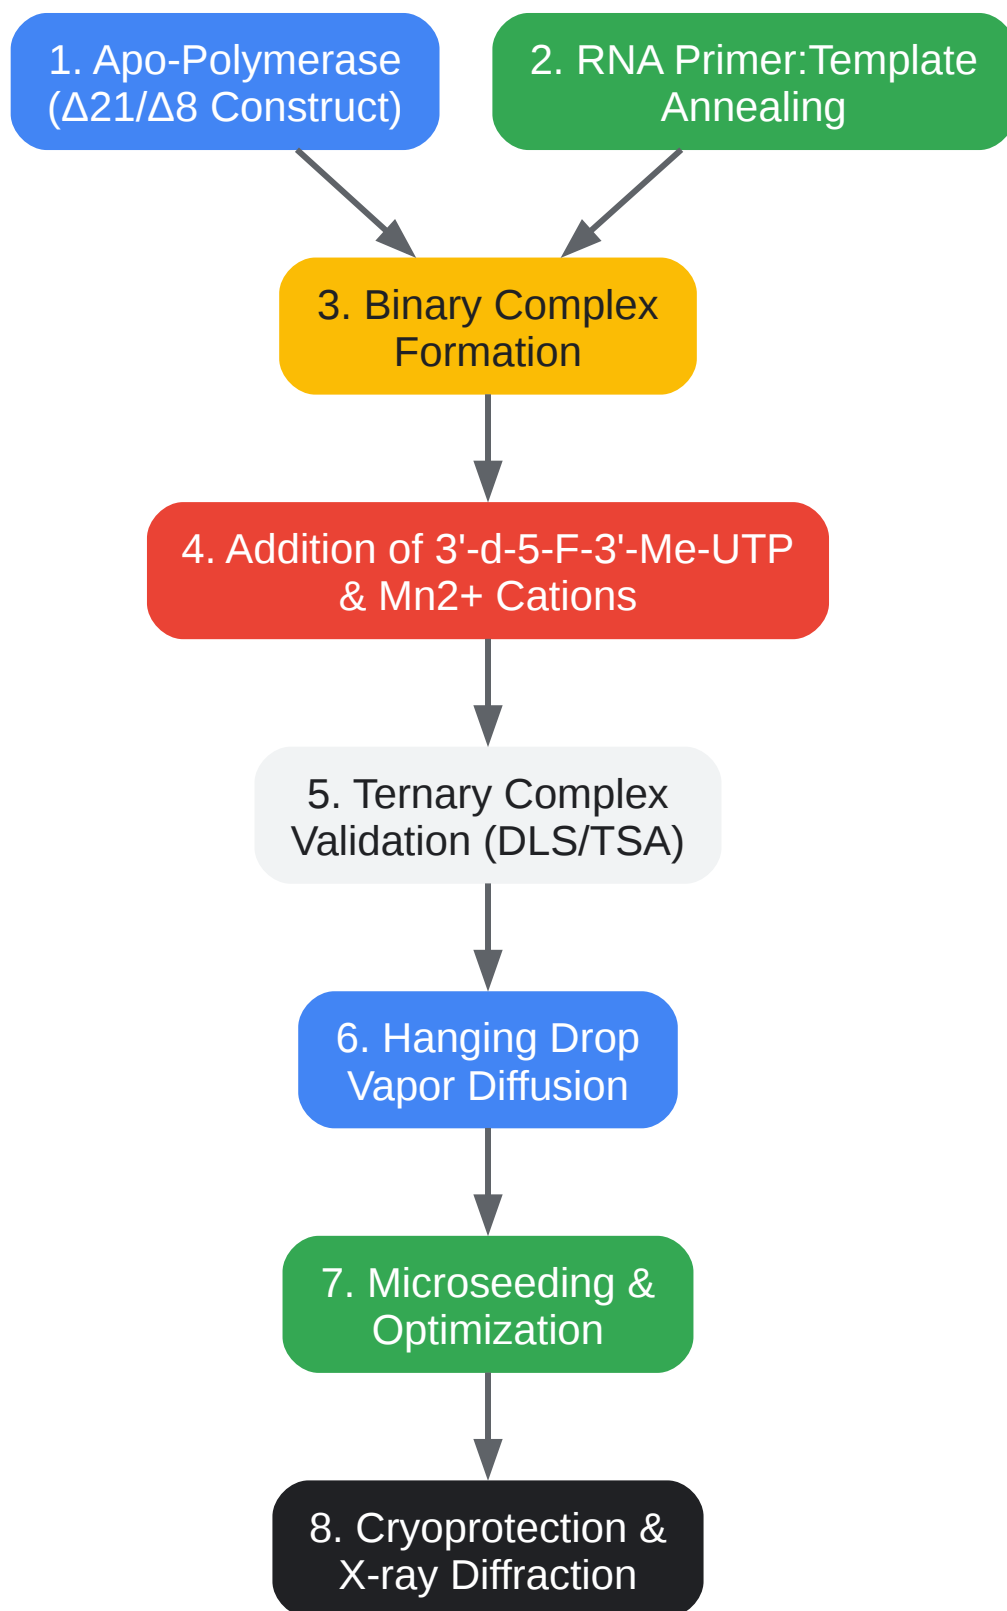 1. Apo-Polymerase
(Δ21/Δ8 Construct)
2. RNA Primer:Template
Annealing
3. Binary Complex
Formation
4. Addition of 3'-d-5-F-3'-Me-UTP
& Mn2+ Cations
5. Ternary Complex
Validation (DLS/TSA)
6. Hanging Drop
Vapor Diffusion
7. Microseeding &
Optimization
8. Cryoprotection &
X-ray Diffraction